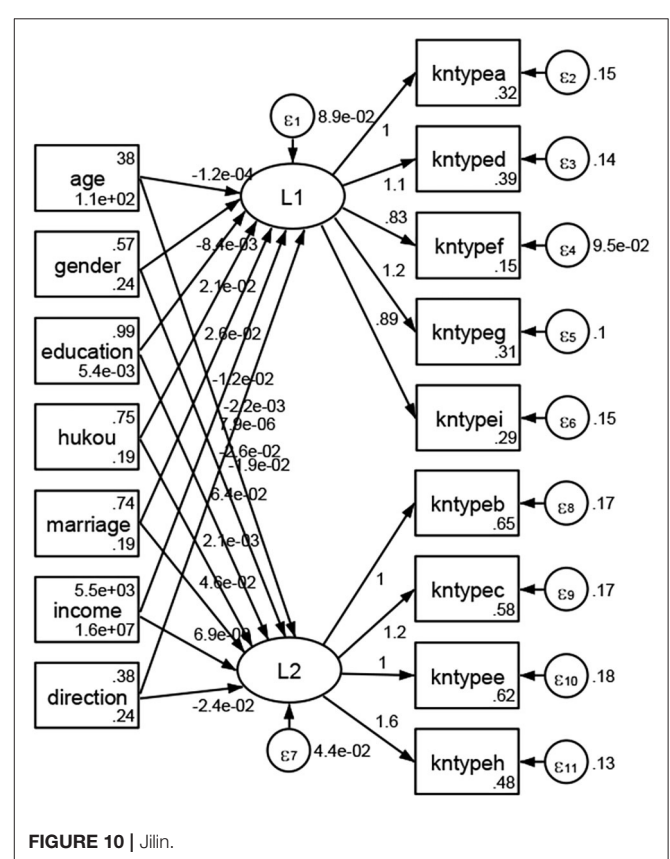 kntypea
.32
ε2
.15
ε1
8.9e-02
1
38
age
1.1e+02
-1.2e-04
L1
kntyped
.39
ε3
.14
1.1
.83
kntypef
.15
ε4
9.5e-02
.57
gender
.24
-8.4e-03
2.1e-02
1.2
.99
education
5.4e-03
2.6e-02
.89
kntypeg
.31
ε5
.1
-1.2e-02
-2.2e-03
7.9e-06
.75
hukou
.19
-2.6e-02
-1.9e-02
kntypei
.29
ε6
.15
6.4e-02
.74
marriage
.19
2.1e-03
kntypeb
.65
ε8
.17
4.6e-02
1
5.5e+03
income
1.6e+07
kntypec
.58
ε9
.17
1.2
L2
1
kntypee
.62
ε10
.18
.38
direction
.24
-2.4e-02
1.6
ε7
4.4e-02
kntypeh
.48
ε11
.13
FIGURE 10 | Jilin.